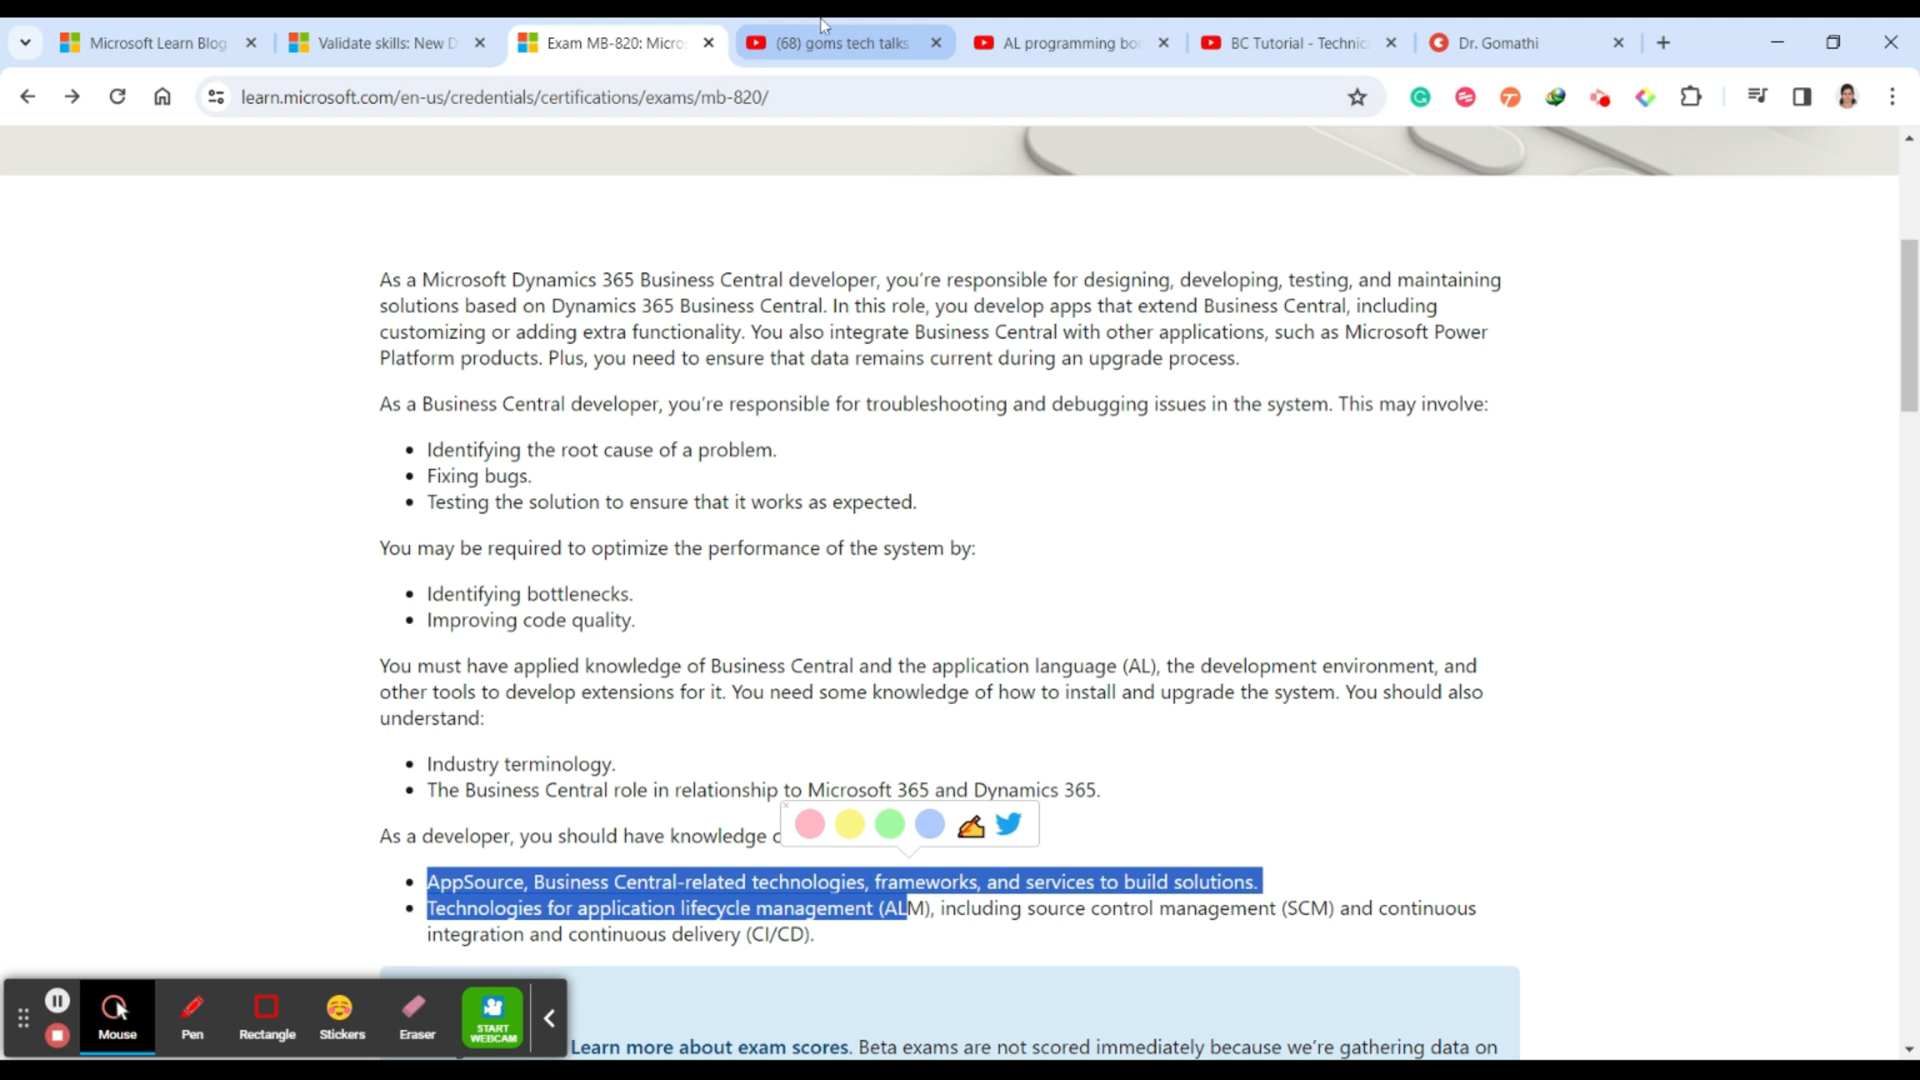 Microsoft Learn Blog
Validate skills: New D
Exam MB-820: Micro
(68) goms tech talks
AL programming boo
BC Tutorial - Technic
Dr. Gomathi
learn.microsoft.com/en-us/credentials/certifications/exams/mb-820/
As a Microsoft Dynamics 365 Business Central developer, you're responsible for designing, developing, testing, and maintaining
solutions based on Dynamics 365 Business Central. In this role, you develop apps that extend Business Central, including
customizing or adding extra functionality. You also integrate Business Central with other applications, such as Microsoft Power
Platform products. Plus, you need to ensure that data remains current during an upgrade process.
As a Business Central developer, you're responsible for troubleshooting and debugging issues in the system. This may involve:
• Identifying the root cause of a problem.
• Fixing bugs.
• Testing the solution to ensure that it works as expected.
You may be required to optimize the performance of the system by:
• Identifying bottlenecks.
• Improving code quality.
You must have applied knowledge of Business Central and the application language (AL), the development environment, and
other tools to develop extensions for it. You need some knowledge of how to install and upgrade the system. You should also
understand:
• Industry terminology.
• The Business Central role in relationship to Microsoft 365 and Dynamics 365.
As a developer, you should have knowledge
• AppSource, Business Central-related technologies, frameworks, and services to build solutions.
• Technologies for application lifecycle management (ALM), including source control management (SCM) and continuous
integration and continuous delivery (CI/CD).
Mouse
Pen
Rectangle
Stickers
Eraser
START
WEBCAM
Learn more about exam scores. Beta exams are not scored immediately because we're gathering data on